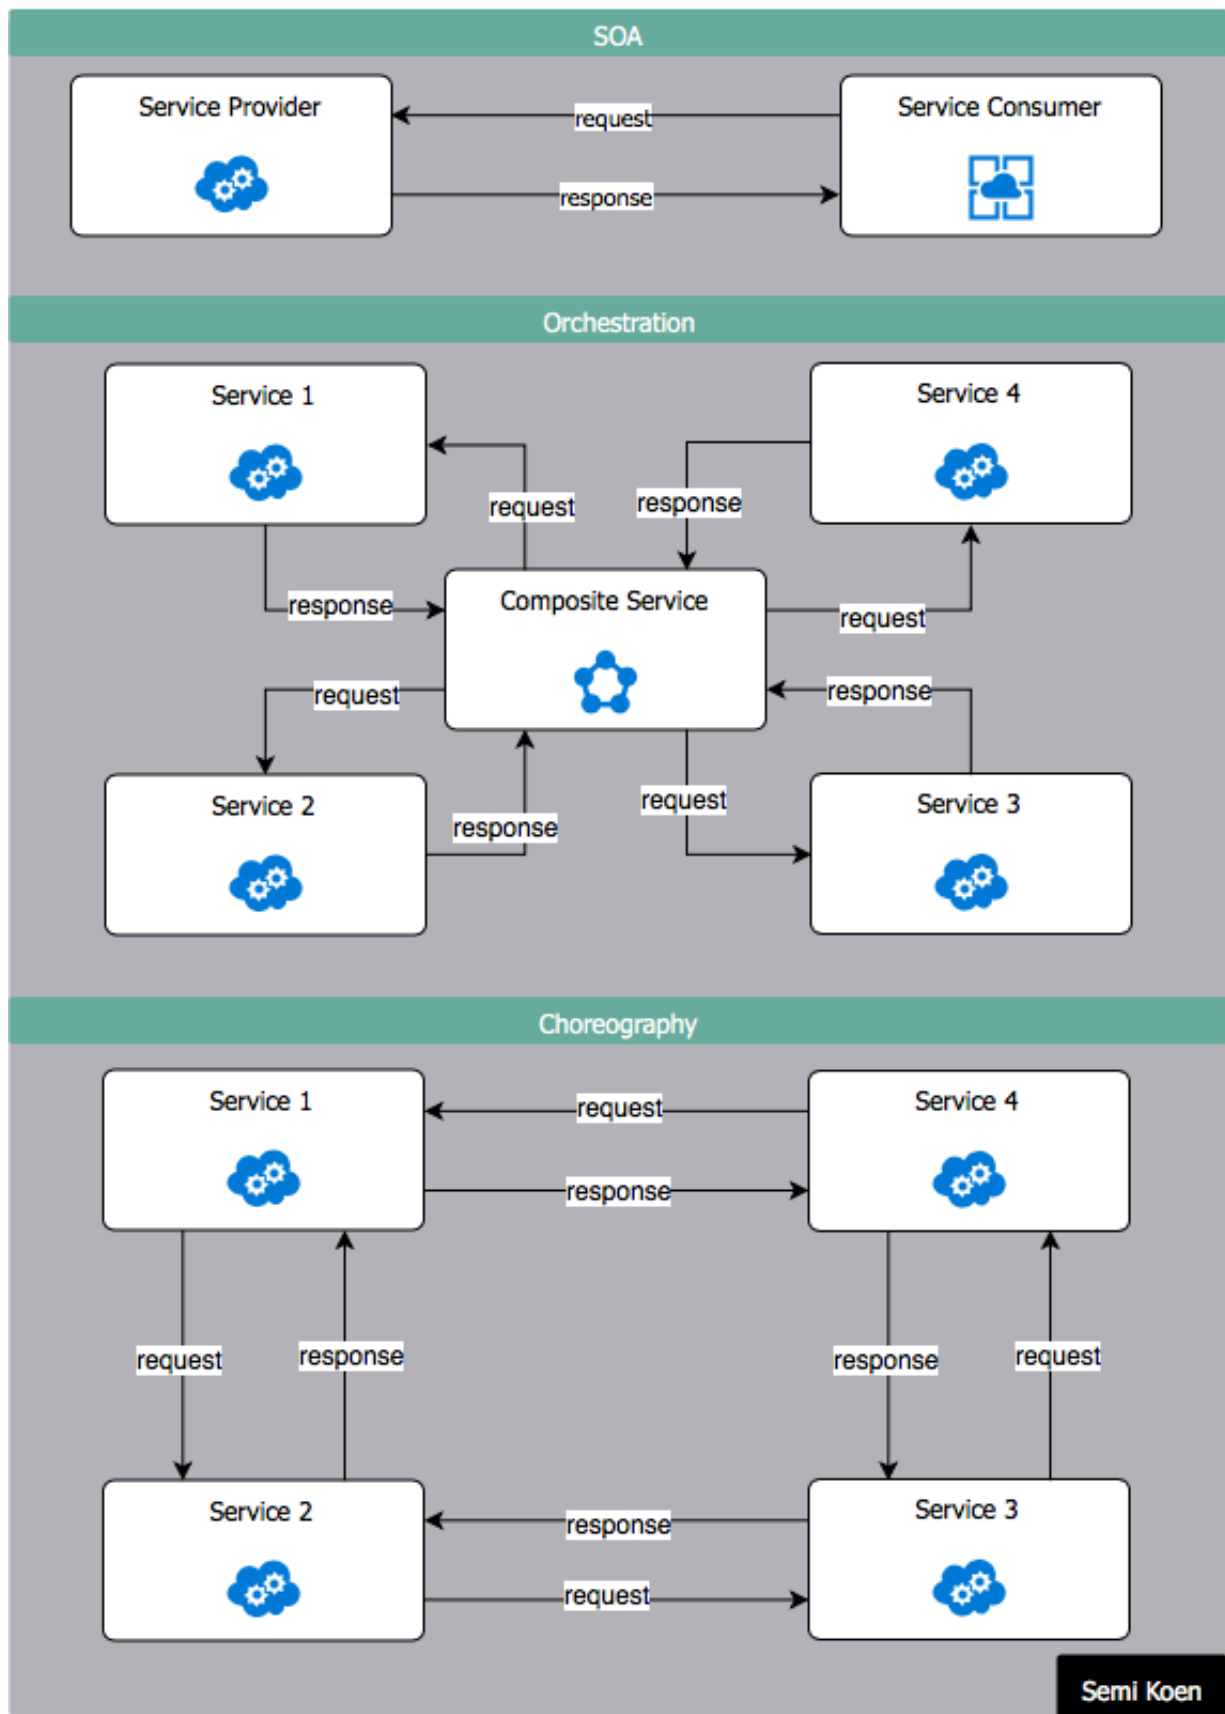 SOA
Service Provider
request
Service Consumer
response
Orchestration
Service 1
Service 4
request
response
response
Composite Service
request
request
response
Service 2
response
request
Service 3
Choreography
Service 1
request
Service 4
response
request
response
response
request
Service 2
response
Service 3
request
Semi Koen